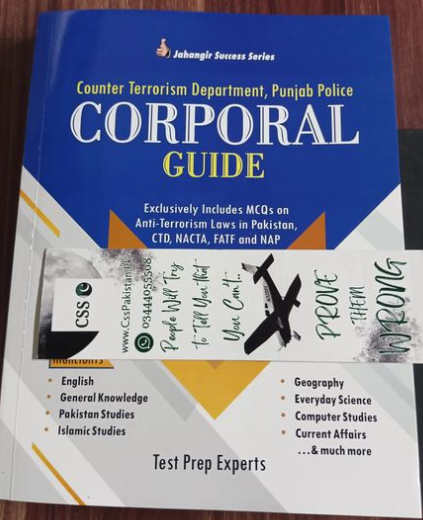 Jahangir Success Series
Counter Terrorism Department, Punjab Police
CORPORAL
GUIDE
Exclusively Includes MCQs on
Anti-Terrorism Laws in Pakistan,
CTD, NACTA, FATF and NAP
CSS
www.CssPakistan.Pk
03444055508
People Will Try
to Tell You that
You Can't..
PROVE
THEM
WRONG
HIGHLIGHTS
• English
• General Knowledge
• Pakistan Studies
• Islamic Studies
• Geography
• Everyday Science
• Computer Studies
• Current Affairs
...& much more
Test Prep Experts